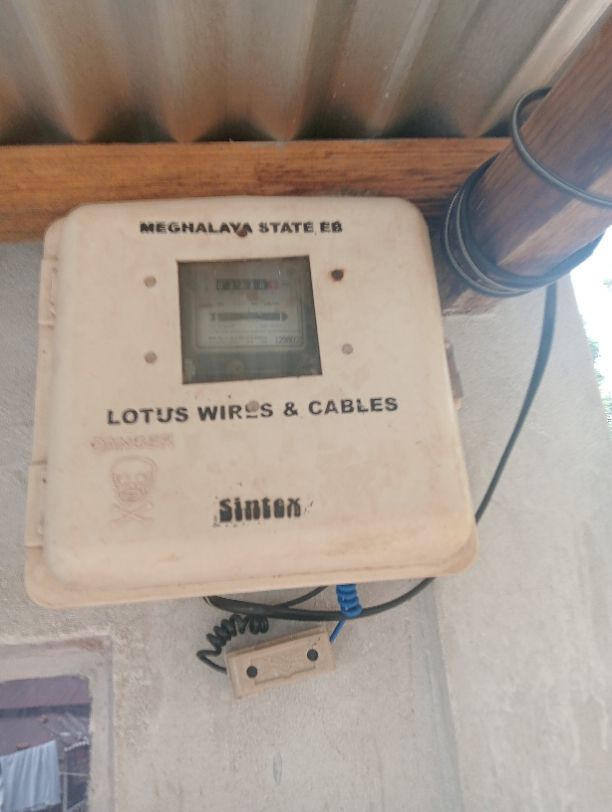 MEGHALAYA STATE EB
LOTUS WIRES & CABLES
DANGER
Sintex